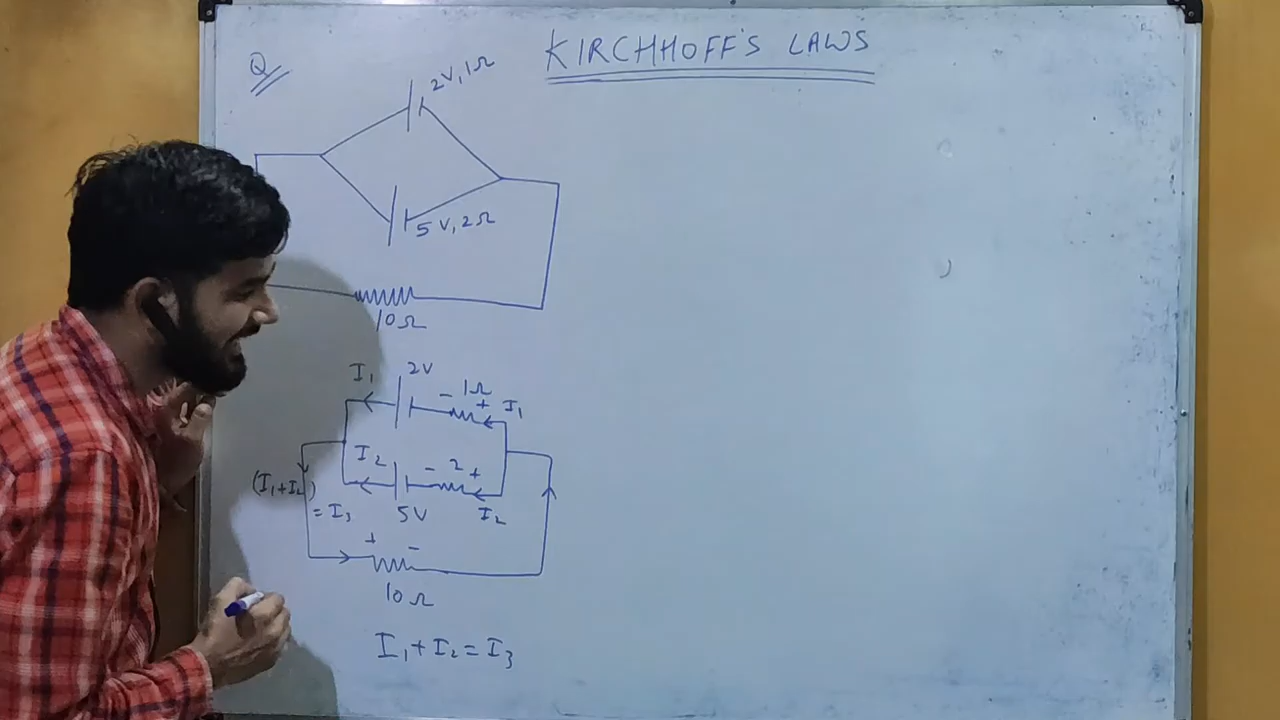 KIRCHHOFF'S LAWS
Q
2V, 1Ω
5V, 2Ω
10Ω
I₁ 2V
- 1Ω + I₁
I₂ - 2 +
(I₁+I₂)
= I₃ 5V I₂
+ -
10Ω
I₁+I₂=I₃